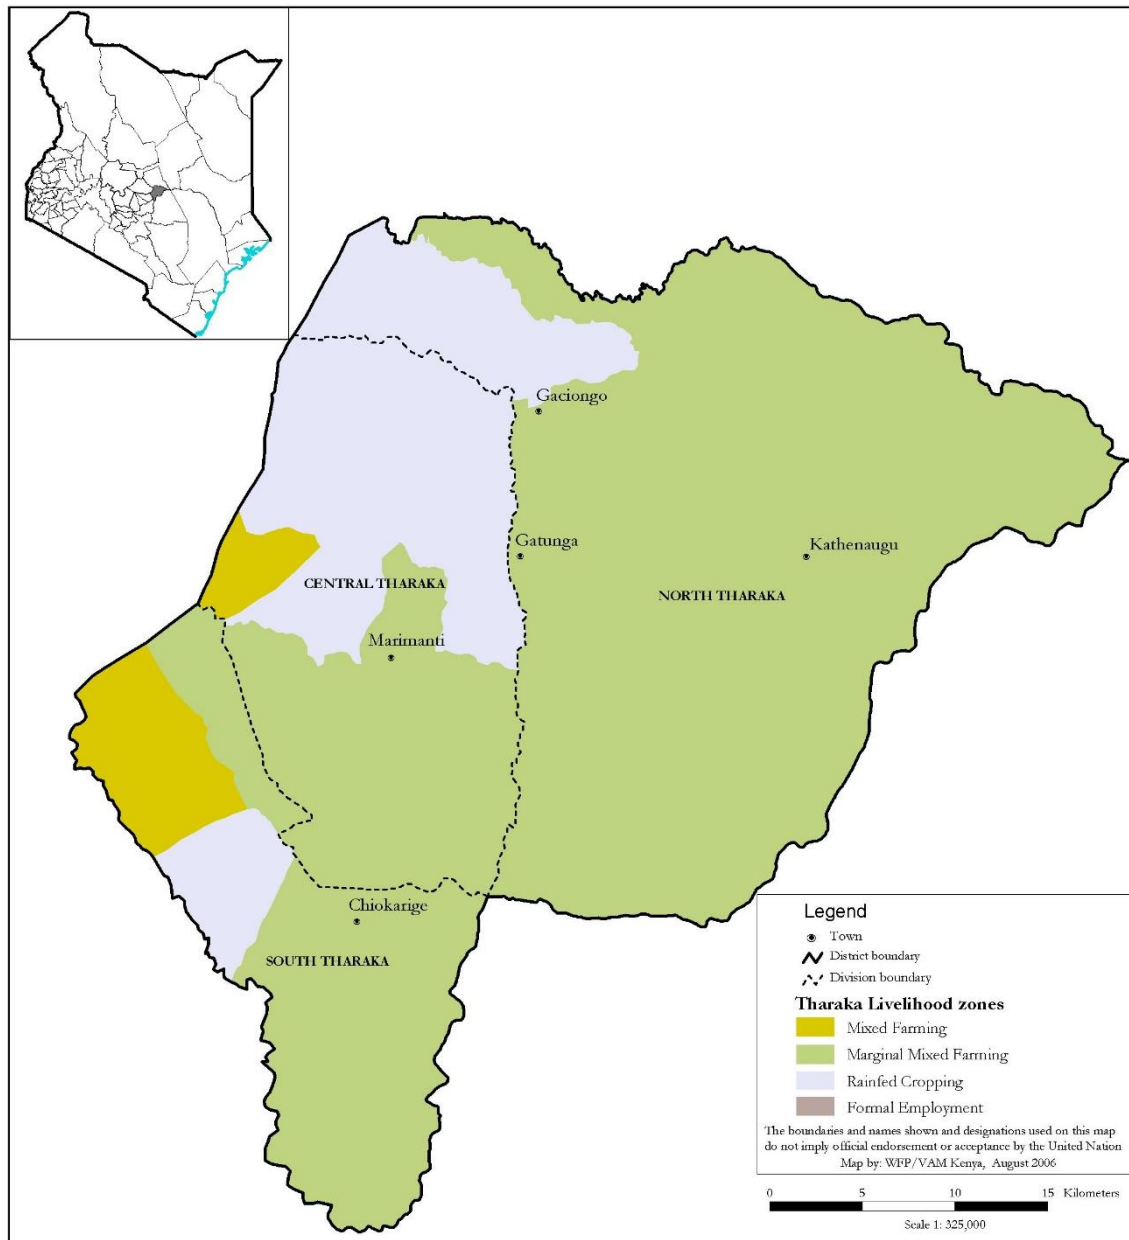 Gaciongo
Gatunga
Kathenaugu
CENTRAL THARAKA
NORTH THARAKA
Marimanti
Chiokarige
SOUTH THARAKA
Legend
Town
District boundary
Division boundary
Tharaka Livelihood zones
Mixed Farming
Marginal Mixed Farming
Rainfed Cropping
Formal Employment
The boundaries and names shown and designations used on this map
do not imply official endorsement or acceptance by the United Nation
Map by: WFP/VAM Kenya, August 2006
0 5 10 15 Kilometers
Scale 1: 325,000